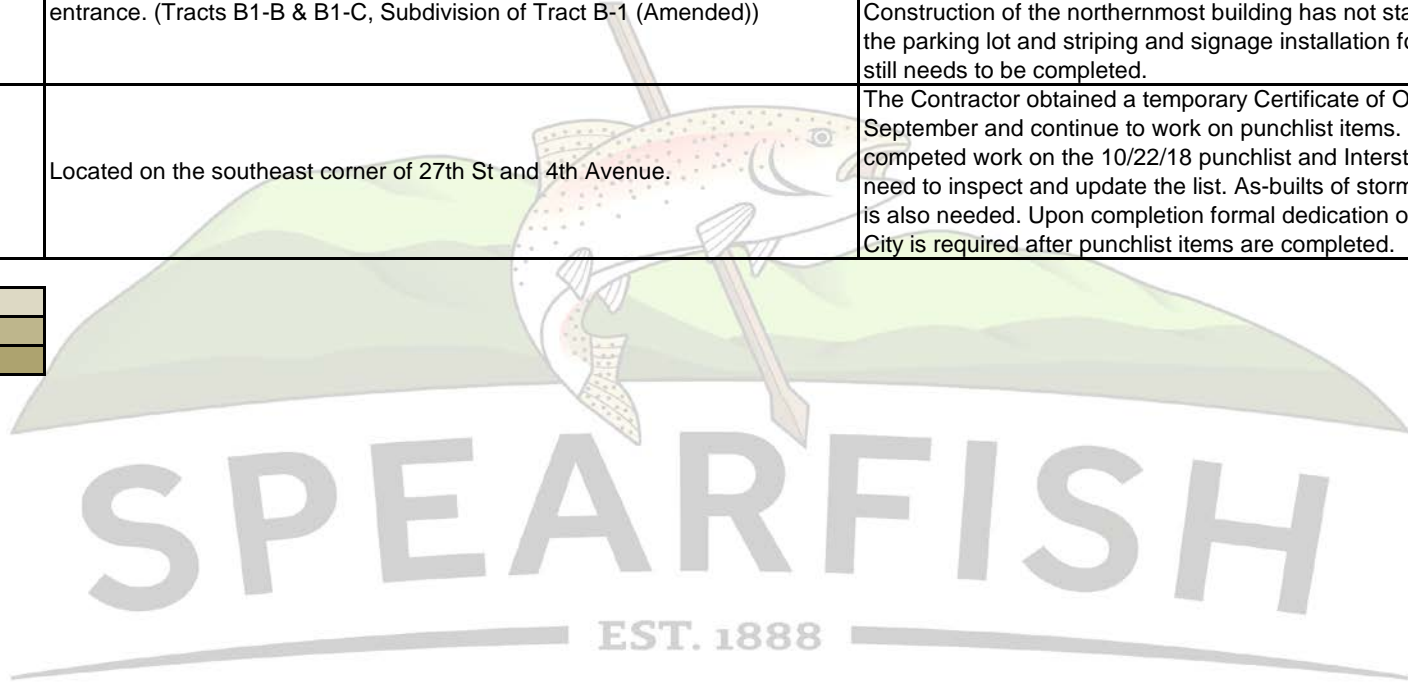 entrance. (Tracts B1-B & B1-C, Subdivision of Tract B-1 (Amended))
Construction of the northernmost building has not
the parking lot and striping and signage installation
still needs to be completed.
Located on the southeast corner of 27th St and 4th Avenue.
The Contractor obtained a temporary Certificate of
September and continue to work on punchlist items.
competed work on the 10/22/18 punchlist and
need to inspect and update the list. As-builts of
is also needed. Upon completion formal dedication
City is required after punchlist items are completed.
SPEARFISH
EST. 1888